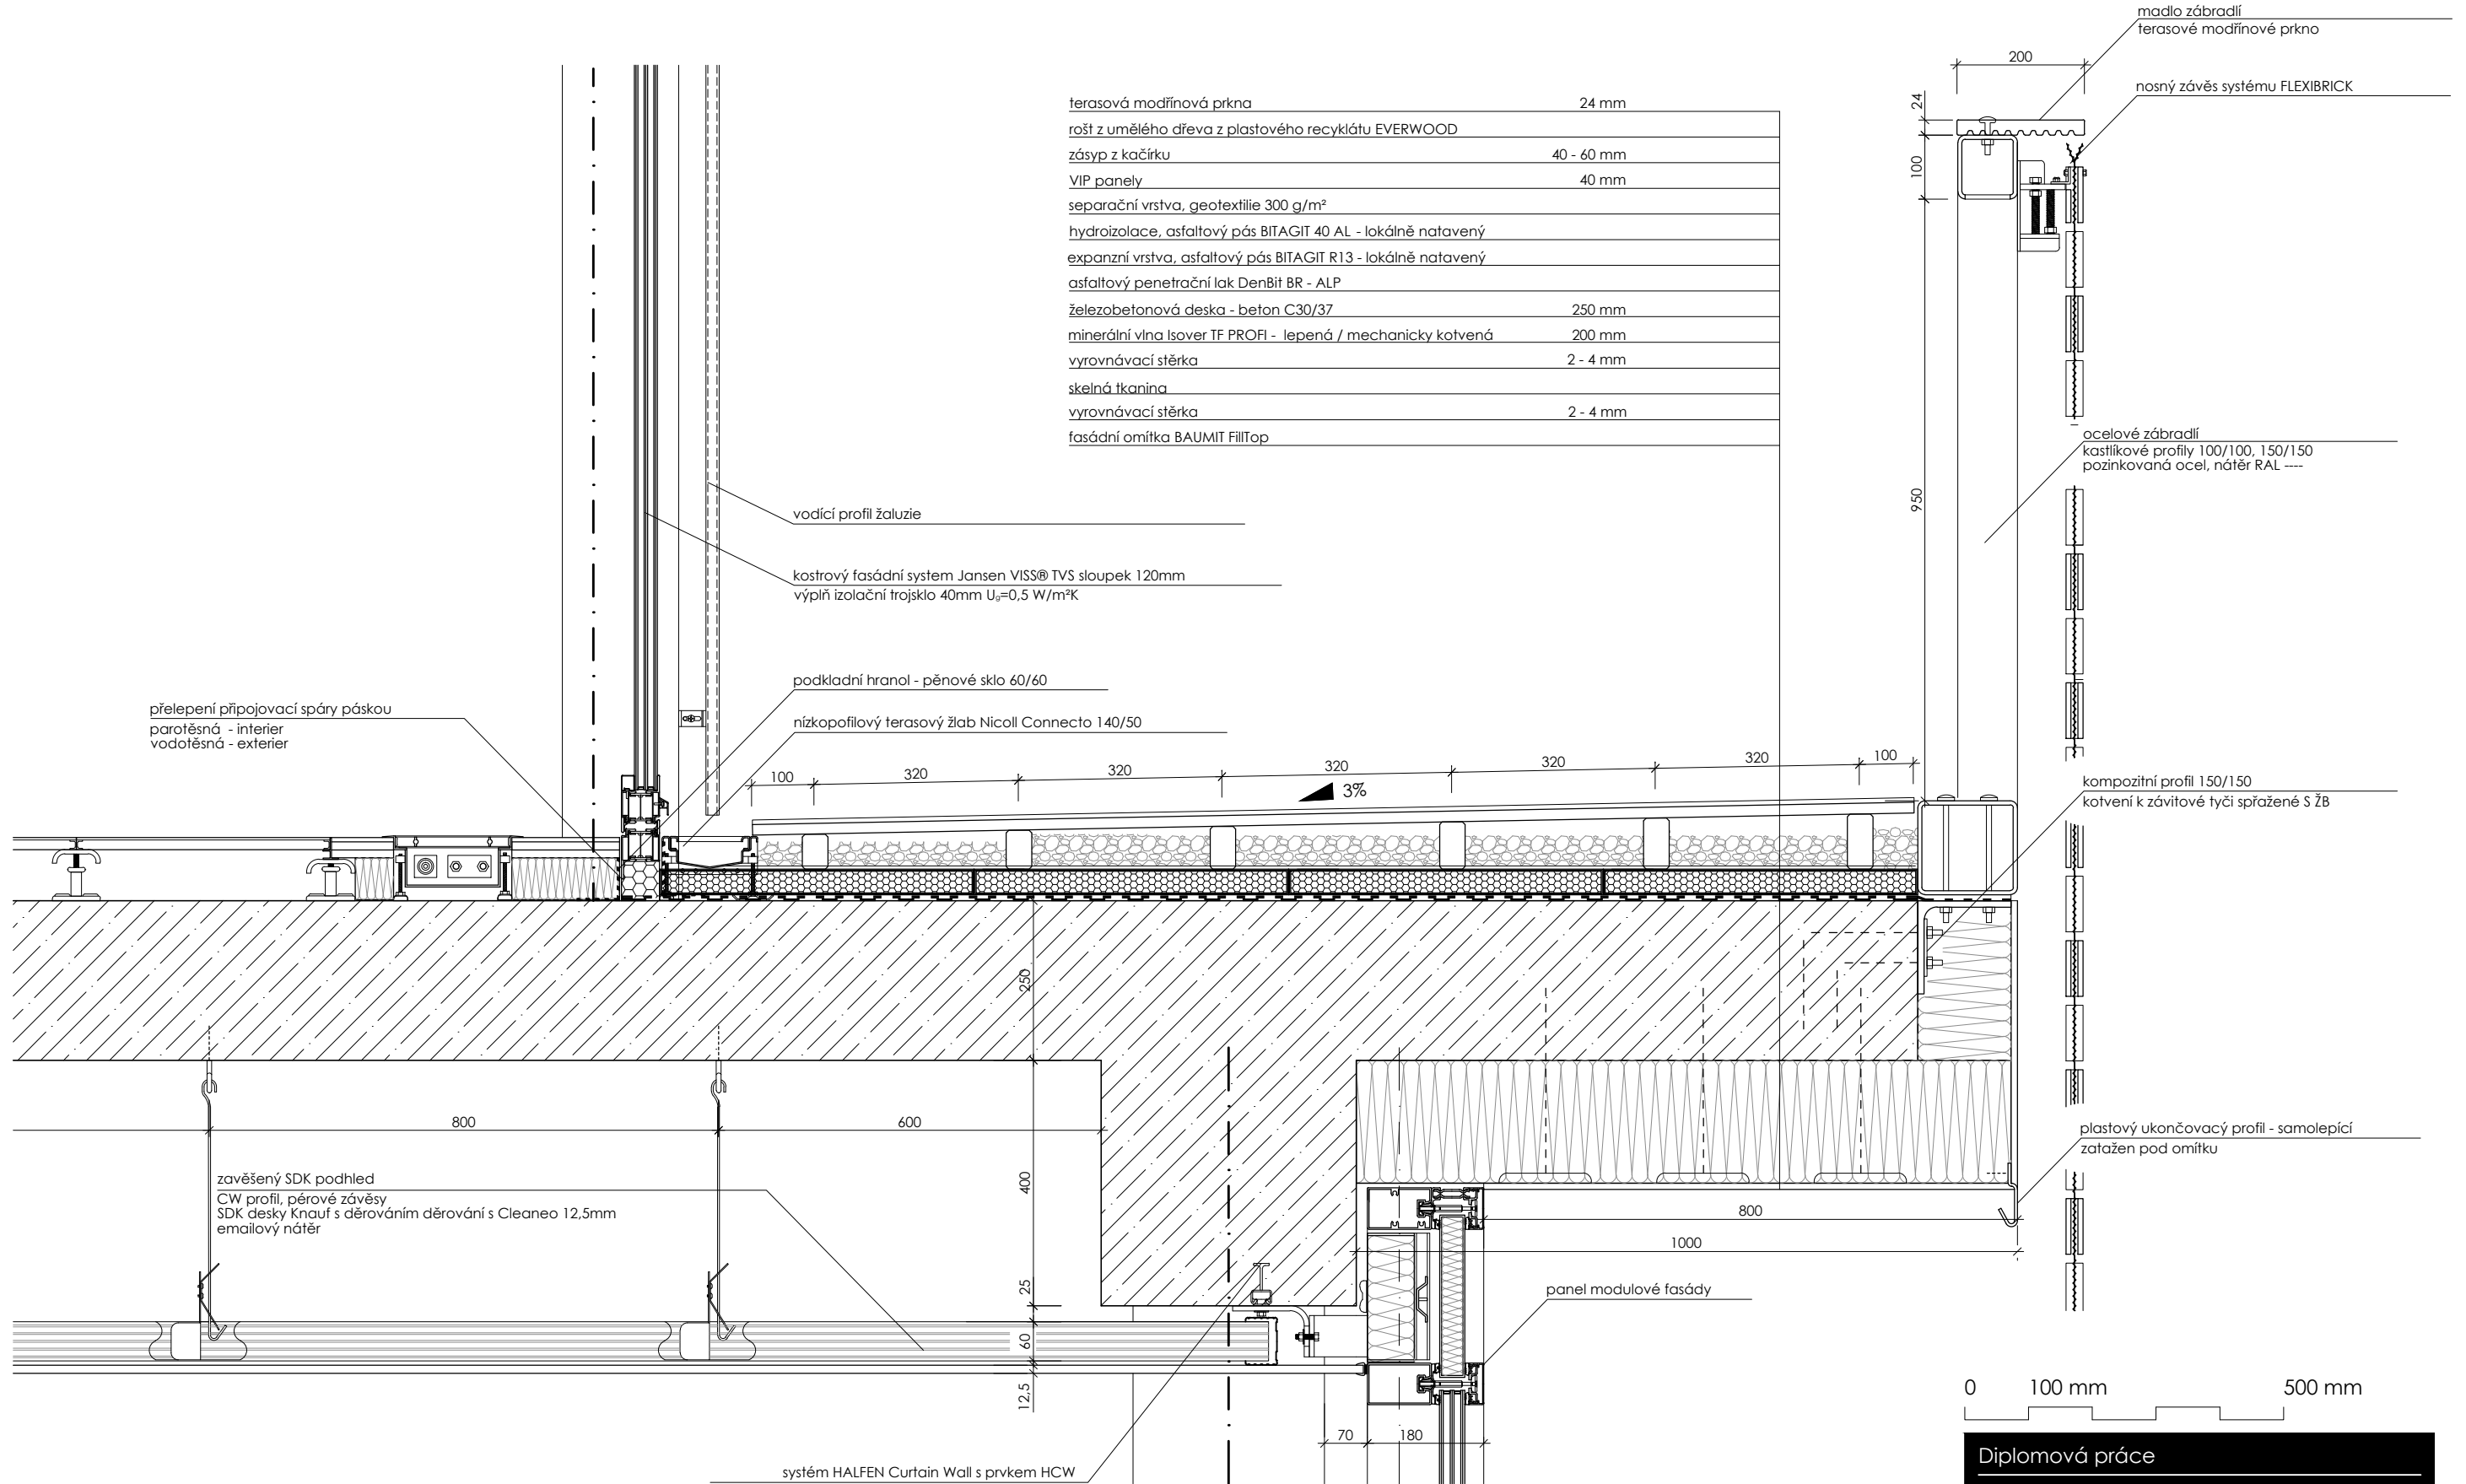 madlo zábradlí
terasové modřínové prkno
200
nosný závěs systému FLEXIBRICK
24
100
950
terasová modřínová prkna 24 mm
rošt z umělého dřeva z plastového recyklátu EVERWOOD
zásyp z kačírku 40 - 60 mm
VIP panely 40 mm
separační vrstva, geotextilie 300 g/m²
hydroizolace, asfaltový pás BITAGIT 40 AL - lokálně natavený
expanzní vrstva, asfaltový pás BITAGIT R13 - lokálně natavený
asfaltový penetrační lak DenBit BR - ALP
železobetonová deska - beton C30/37 250 mm
minerální vlna Isover TF PROFI - lepená / mechanicky kotvená 200 mm
vyrovnávací stěrka 2 - 4 mm
skelná tkanina
vyrovnávací stěrka 2 - 4 mm
fasádní omítka BAUMIT FillTop
ocelové zábradlí
kastlíkové profily 100/100, 150/150
pozinkovaná ocel, nátěr RAL ----
vodící profil žaluzie
kostrový fasádní system Jansen VISS® TVS sloupek 120mm
výplň izolační trojsklo 40mm Ug=0,5 W/m²K
podkladní hranol - pěnové sklo 60/60
nízkopofilový terasový žlab Nicoll Connecto 140/50
přelepení připojovací spáry páskou
parotěsná - interier
vodotěsná - exterier
100 320 320 320 320 320 100
3%
kompozitní profil 150/150
kotvení k závitové tyči spřažené S ŽB
250
800 600
400
25
60
12,5
zavěšený SDK podhled
CW profil, pérové závěsy
SDK desky Knauf s děrováním děrování s Cleaneo 12,5mm
emailový nátěr
plastový ukončovací profil - samolepící
zatažen pod omítku
800
1000
panel modulové fasády
70 180
systém HALFEN Curtain Wall s prvkem HCW
0 100 mm 500 mm
Diplomová práce